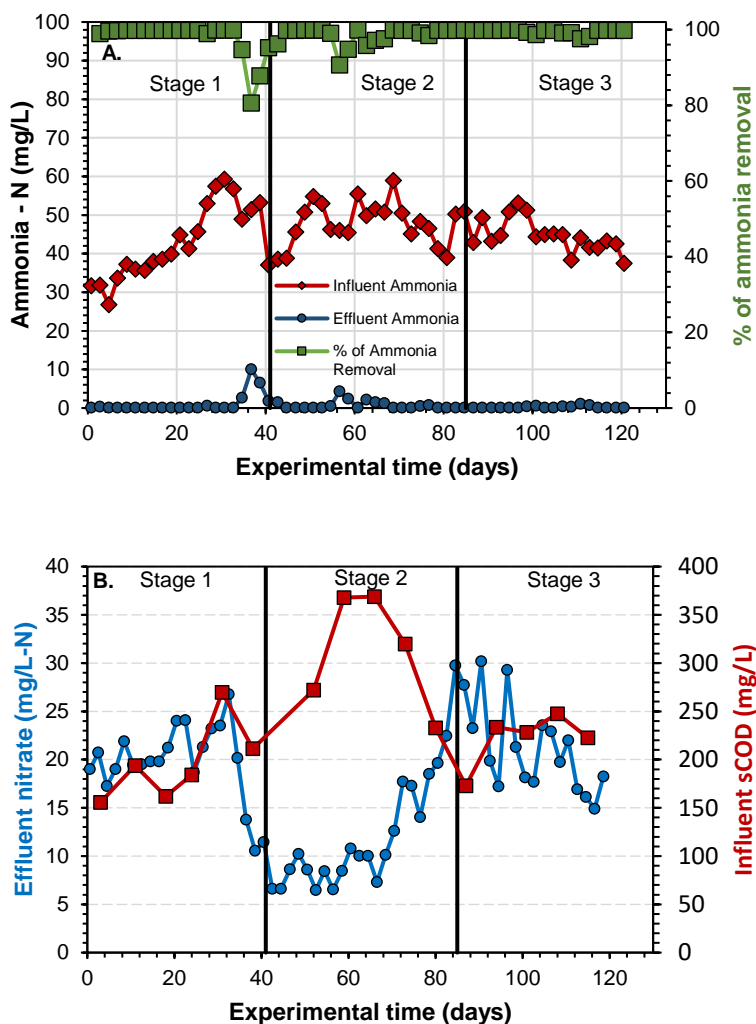 A.
Stage 1
Stage 2
Stage 3
100
90
80
70
60
50
40
30
20
10
0
100
80
60
40
20
0
Ammonia - N (mg/L)
% of ammonia removal
Influent Ammonia
Effluent Ammonia
% of Ammonia
Removal
0
20
40
60
80
100
120
Experimental time (days)
B.
Stage 1
Stage 2
Stage 3
40
35
30
25
20
15
10
5
0
400
350
300
250
200
150
100
50
0
Effluent nitrate (mg/L-N)
Influent sCOD (mg/L)
0
20
40
60
80
100
120
Experimental time (days)